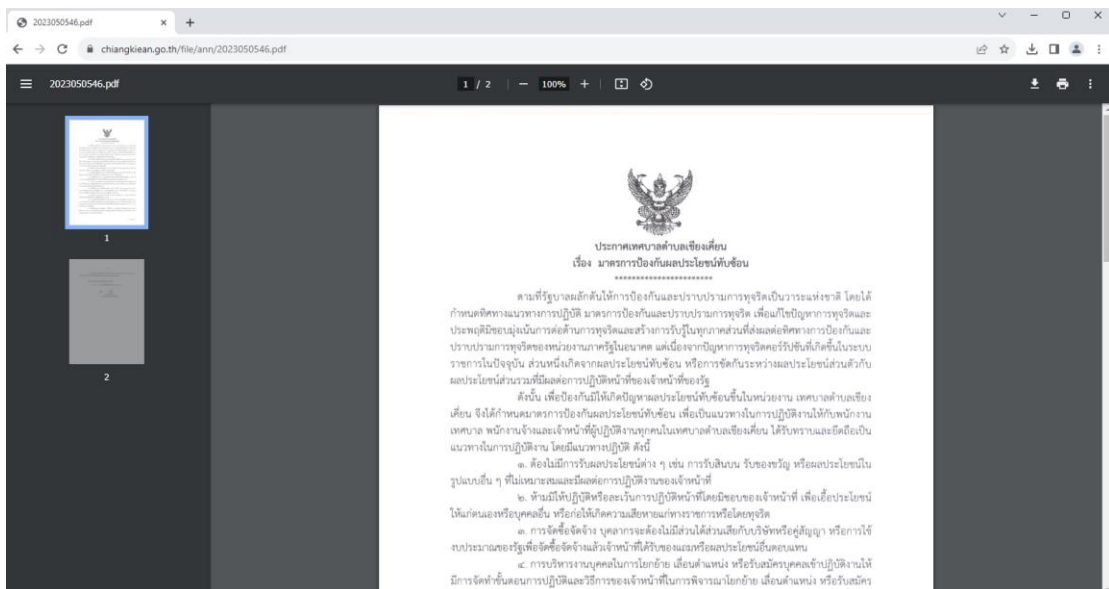 2023050546.pdf
chiangkiean.go.th/file/ann/2023050546.pdf
2023050546.pdf
1 / 2
100%
1
2
ประกาศเทศบาลตำบลเชียงเคี่ยน
เรื่อง มาตรการป้องกันผลประโยชน์ทับซ้อน
***********************
ตามที่รัฐบาลผลักดันให้การป้องกันและปราบปรามการทุจริตเป็นวาระแห่งชาติ โดยได้
กำหนดทิศทางแนวทางการปฏิบัติ มาตรการป้องกันและปราบปรามการทุจริต เพื่อแก้ไขปัญหาการทุจริตและ
ประพฤติมิชอบมุ่งเน้นการต่อต้านการทุจริตและสร้างการรับรู้ในทุกภาคส่วนที่ส่งผลต่อทิศทางการป้องกันและ
ปราบปรามการทุจริตของหน่วยงานภาครัฐในอนาคต แต่เนื่องจากปัญหาการทุจริตคอร์รัปชันที่เกิดขึ้นในระบบ
ราชการในปัจจุบัน ส่วนหนึ่งเกิดจากผลประโยชน์ทับซ้อน หรือการขัดกันระหว่างผลประโยชน์ส่วนตัวกับ
ผลประโยชน์ส่วนรวมที่มีผลต่อการปฏิบัติหน้าที่ของเจ้าหน้าที่ของรัฐ
ดังนั้น เพื่อป้องกันมิให้เกิดปัญหาผลประโยชน์ทับซ้อนขึ้นในหน่วยงาน เทศบาลตำบลเชียง
เคี่ยน จึงได้กำหนดมาตรการป้องกันผลประโยชน์ทับซ้อน เพื่อเป็นแนวทางในการปฏิบัติงานให้กับพนักงาน
เทศบาล พนักงานจ้างและเจ้าหน้าที่ผู้ปฏิบัติงานทุกคนในเทศบาลตำบลเชียงเคี่ยน ได้รับทราบและยึดถือเป็น
แนวทางในการปฏิบัติงาน โดยมีแนวทางปฏิบัติ ดังนี้
๑. ต้องไม่มีการรับผลประโยชน์ต่าง ๆ เช่น การรับสินบน รับของขวัญ หรือผลประโยชน์ใน
รูปแบบอื่น ๆ ที่ไม่เหมาะสมและมีผลต่อการปฏิบัติงานของเจ้าหน้าที่
๒. ห้ามมิให้ปฏิบัติหรือละเว้นการปฏิบัติหน้าที่โดยมิชอบของเจ้าหน้าที่ เพื่อเอื้อประโยชน์
ให้แก่ตนเองหรือบุคคลอื่น หรือก่อให้เกิดความเสียหายแก่ทางราชการหรือโดยทุจริต
๓. การจัดซื้อจัดจ้าง บุคลากรจะต้องไม่มีส่วนได้ส่วนเสียกับบริษัทหรือคู่สัญญา หรือการใช้
งบประมาณของรัฐเพื่อจัดซื้อจัดจ้างแล้วเจ้าหน้าที่ได้รับของแถมหรือผลประโยชน์อื่นตอบแทน
๔. การบริหารงานบุคคลในการโยกย้าย เลื่อนตำแหน่ง หรือรับสมัครบุคคลเข้าปฏิบัติงานให้
มีการจัดทำขั้นตอนการปฏิบัติและวิธีการของเจ้าหน้าที่ในการพิจารณาโยกย้าย เลื่อนตำแหน่ง หรือรับสมัคร